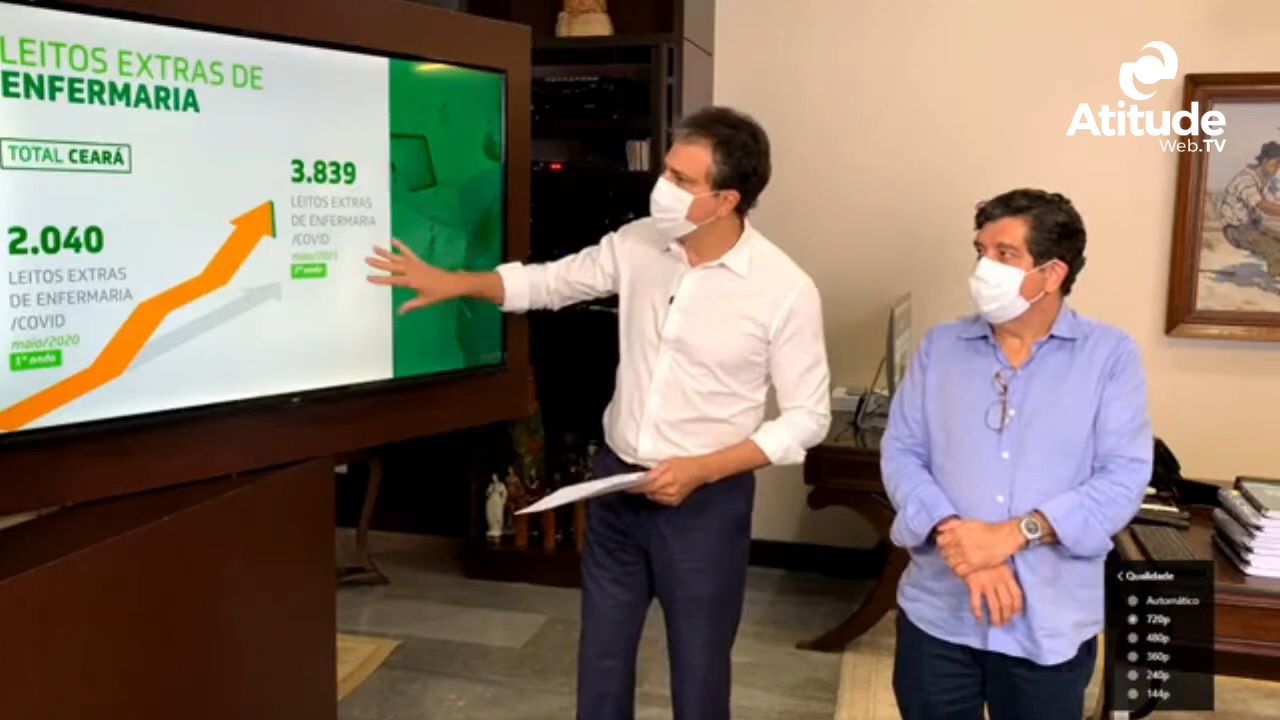 LEITOS EXTRAS DE
ENFERMARIA
TOTAL CEARÁ
3.839
LEITOS EXTRAS
DE ENFERMARIA
/COVID
maio/2021
2ª onda
2.040
LEITOS EXTRAS
DE ENFERMARIA
/COVID
maio/2020
1ª onda
Atitude
Web.TV
Qualidade
Automático
720p
480p
360p
240p
144p